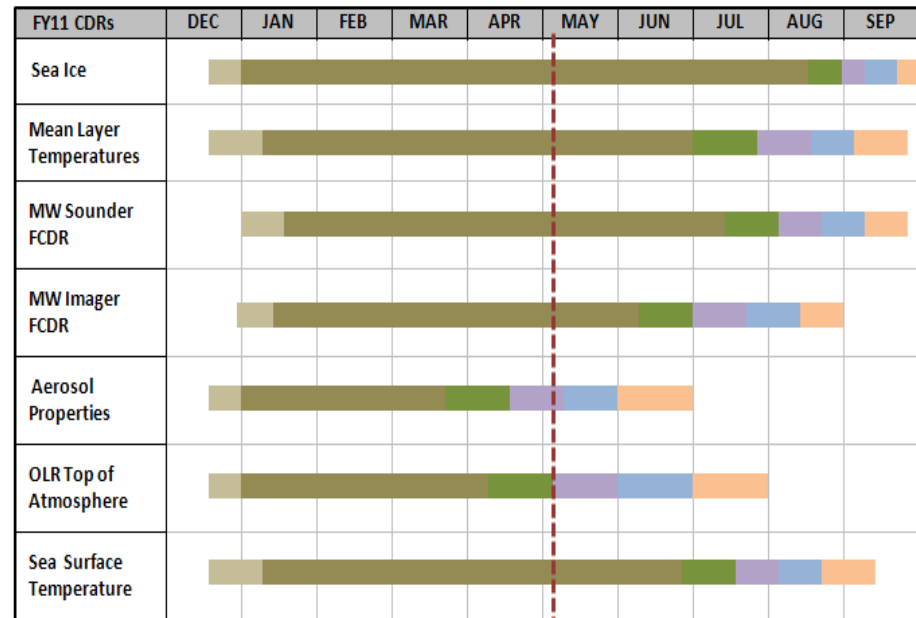 FY11 CDRs DEC JAN FEB MAR APR MAY JUN JUL AUG SEP
Sea Ice
Mean Layer
Temperatures
MW Sounder
FCDR
MW Imager
FCDR
Aerosol
Properties
OLR Top of
Atmosphere
Sea Surface
Temperature